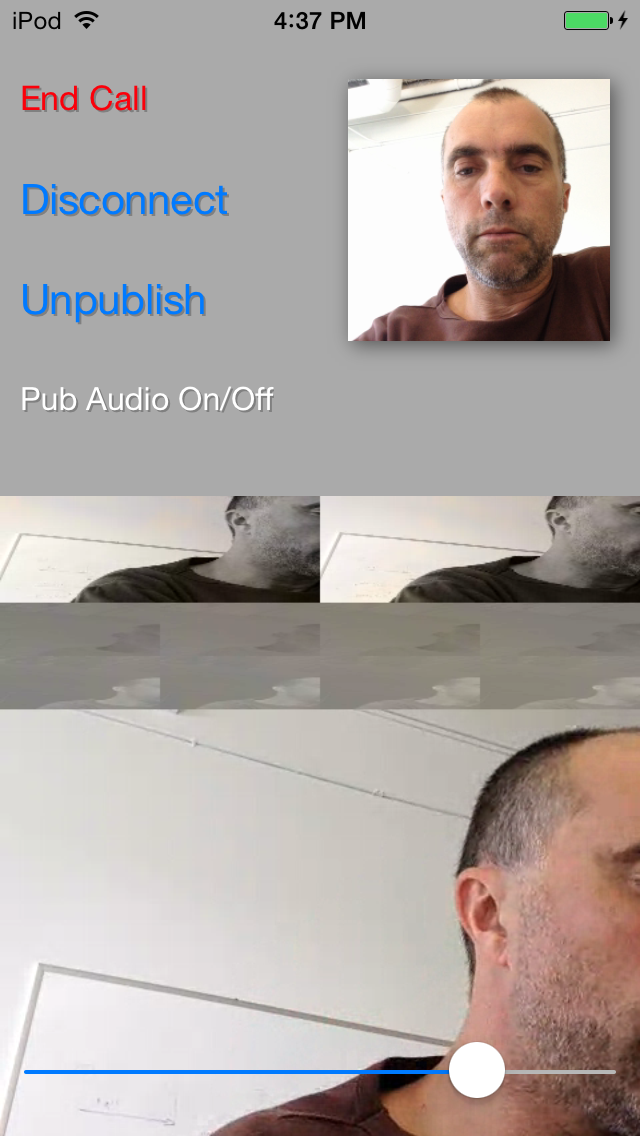 iPod 4:37 PM
End Call
Disconnect
Unpublish
Pub Audio On/Off